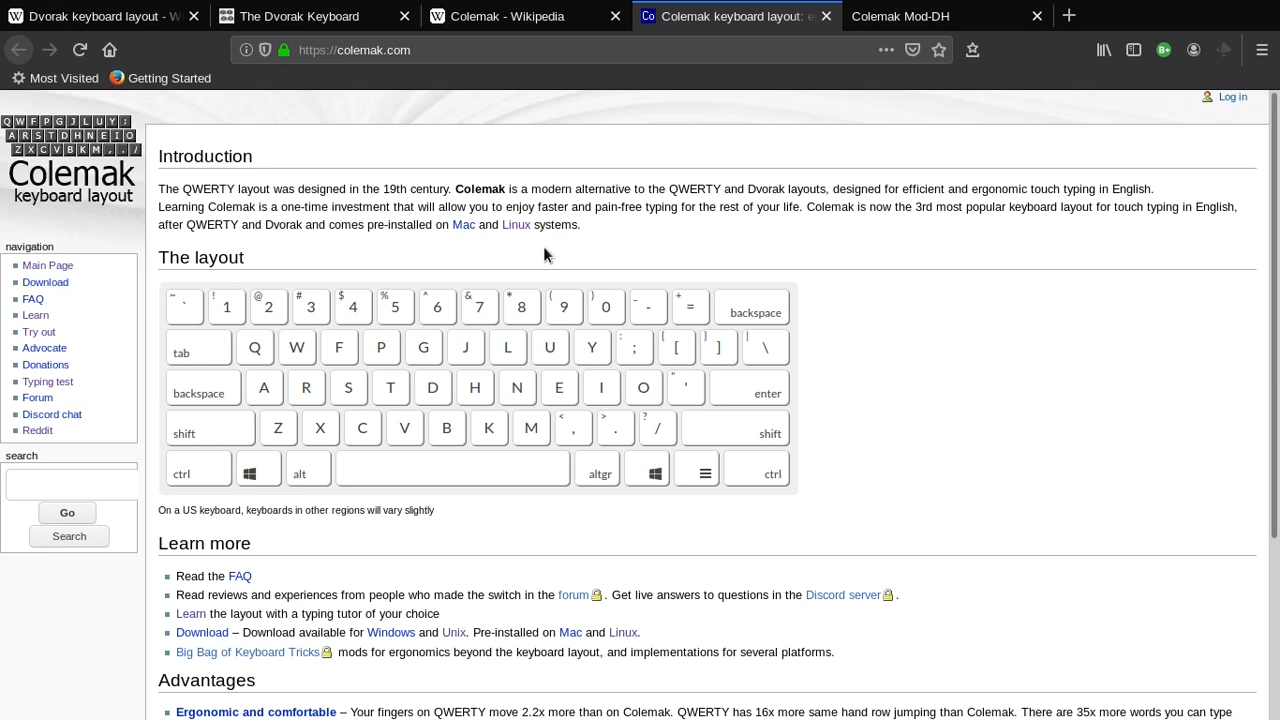 Dvorak keyboard layout - W
The Dvorak Keyboard
Colemak - Wikipedia
Colemak keyboard layout: e
Colemak Mod-DH
https://colemak.com
Most Visited
Getting Started
Log in
Q W F P G J L U Y ;
A R S T D H N E I O
Z X C V B K M , . /
Colemak
keyboard layout
navigation
Main Page
Download
FAQ
Learn
Try out
Advocate
Donations
Typing test
Forum
Discord chat
Reddit
search
Go
Search
Introduction
The QWERTY layout was designed in the 19th century. Colemak is a modern alternative to the QWERTY and Dvorak layouts, designed for efficient and ergonomic touch typing in English.
Learning Colemak is a one-time investment that will allow you to enjoy faster and pain-free typing for the rest of your life. Colemak is now the 3rd most popular keyboard layout for touch typing in English,
after QWERTY and Dvorak and comes pre-installed on Mac and Linux systems.
The layout
~ ` ! 1 @ 2 # 3 $ 4 % 5 ^ 6 & 7 * 8 ( 9 ) 0 _ - + = backspace
tab Q W F P G J L U Y : ; { [ } ] | \
backspace A R S T D H N E I O " ' enter
shift Z X C V B K M < , > . ? / shift
ctrl alt altgr ctrl
On a US keyboard, keyboards in other regions will vary slightly
Learn more
Read the FAQ
Read reviews and experiences from people who made the switch in the forum. Get live answers to questions in the Discord server.
Learn the layout with a typing tutor of your choice
Download – Download available for Windows and Unix. Pre-installed on Mac and Linux.
Big Bag of Keyboard Tricks mods for ergonomics beyond the keyboard layout, and implementations for several platforms.
Advantages
Ergonomic and comfortable – Your fingers on QWERTY move 2.2x more than on Colemak. QWERTY has 16x more same hand row jumping than Colemak. There are 35x more words you can type